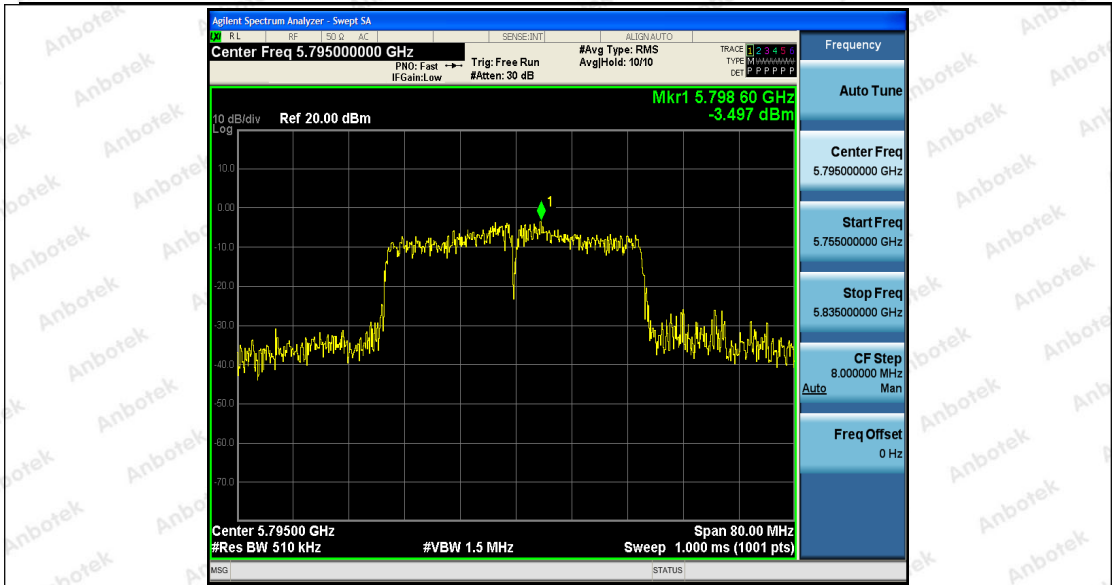 Agilent Spectrum Analyzer - Swept SA
LXI RL RF 50 Ω AC SENSE:INT ALIGNAUTO
Center Freq 5.795000000 GHz
PNO: Fast
IFGain:Low
Trig: Free Run
#Atten: 30 dB
#Avg Type: RMS
Avg|Hold: 10/10
TRACE 1 2 3 4 5 6
TYPE M
DET P P P P P P
Mkr1 5.798 60 GHz
-3.497 dBm
10 dB/div Ref 20.00 dBm
Log
10.0
0.00
-10.0
-20.0
-30.0
-40.0
-50.0
-60.0
-70.0
1
Center 5.79500 GHz
Span 80.00 MHz
#Res BW 510 kHz
#VBW 1.5 MHz
Sweep 1.000 ms (1001 pts)
MSG
STATUS
Frequency
Auto Tune
Center Freq
5.795000000 GHz
Start Freq
5.755000000 GHz
Stop Freq
5.835000000 GHz
CF Step
8.000000 MHz
Auto Man
Freq Offset
0 Hz
Anbotek